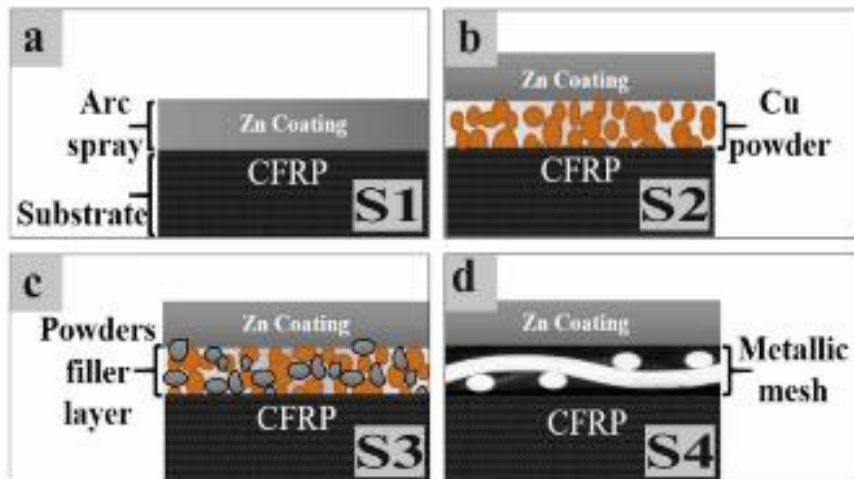 a
Arc
spray
Zn Coating
CFRP
Substrate
S1
b
Zn Coating
Cu
powder
CFRP
S2
c
Powders
filler
layer
Zn Coating
CFRP
S3
d
Zn Coating
Metallic
mesh
CFRP
S4